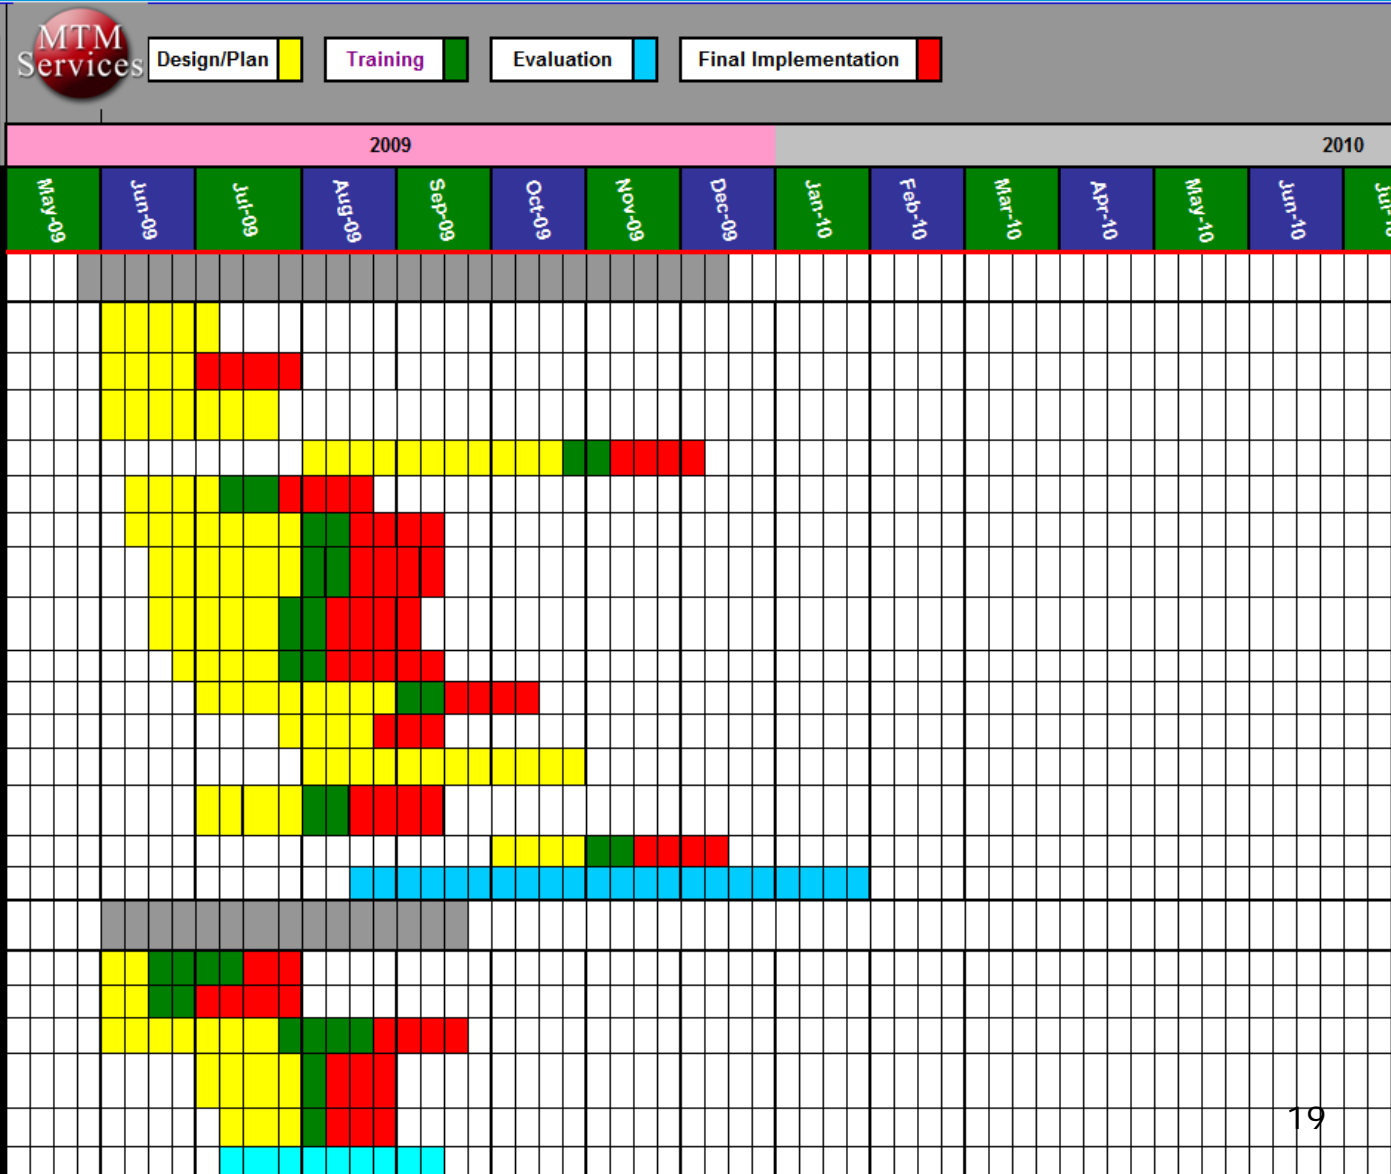 MTM
Services
Design/Plan
Training
Evaluation
Final Implementation
2009
2010
May-09
Jun-09
Jul-09
Aug-09
Sep-09
Oct-09
Nov-09
Dec-09
Jan-10
Feb-10
Mar-10
Apr-10
May-10
Jun-10
19